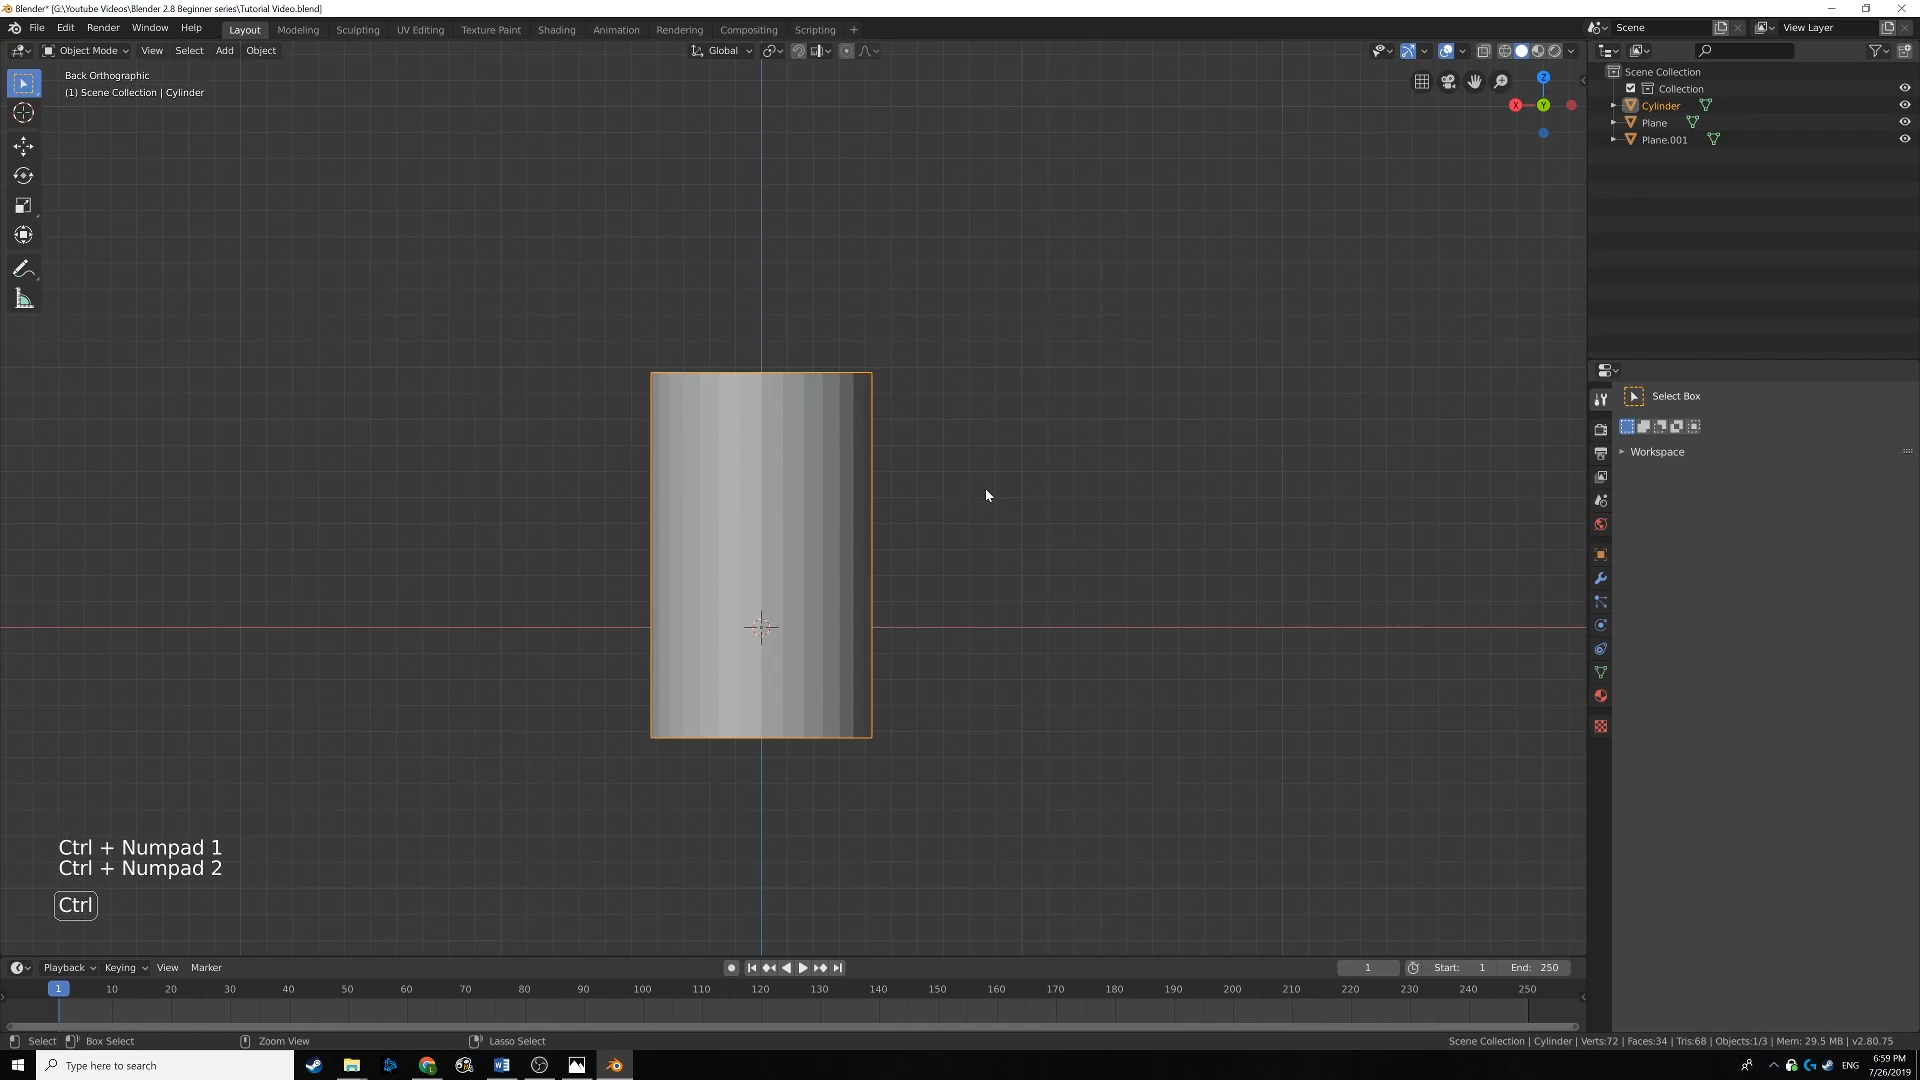 Blender* [G:\Youtube Videos\Blender 2.8 Beginner series\Tutorial Video.blend]
File Edit Render Window Help Layout Modeling Sculpting UV Editing Texture Paint Shading Animation Rendering Compositing Scripting + Scene View Layer
Object Mode View Select Add Object Global
Back Orthographic
(1) Scene Collection | Cylinder
Z
X
Y
Scene Collection
Collection
Cylinder
Plane
Plane.001
Select Box
Workspace
Ctrl + Numpad 1
Ctrl + Numpad 2
Ctrl
Playback Keying View Marker 1 Start: 1 End: 250
1 10 20 30 40 50 60 70 80 90 100 110 120 130 140 150 160 170 180 190 200 210 220 230 240 250
Select Box Select Zoom View Lasso Select Scene Collection | Cylinder | Verts:72 | Faces:34 | Tris:68 | Objects:1/3 | Mem: 29.5 MB | v2.80.75
Type here to search
ENG
6:59 PM
7/26/2019